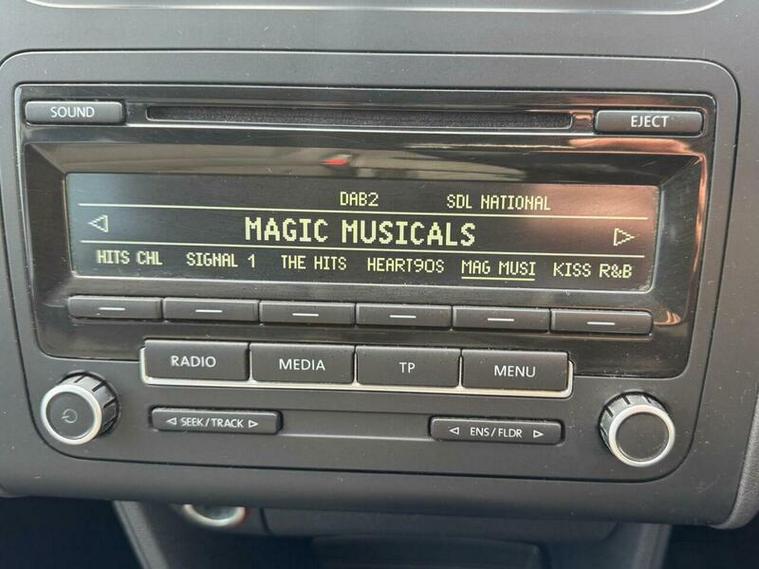 SOUND
EJECT
DAB2 SDL NATIONAL
MAGIC MUSICALS
HITS CHL SIGNAL 1 THE HITS HEART90S MAG MUSI KISS R&B
RADIO MEDIA TP MENU
SEEK/TRACK
ENS/FLDR